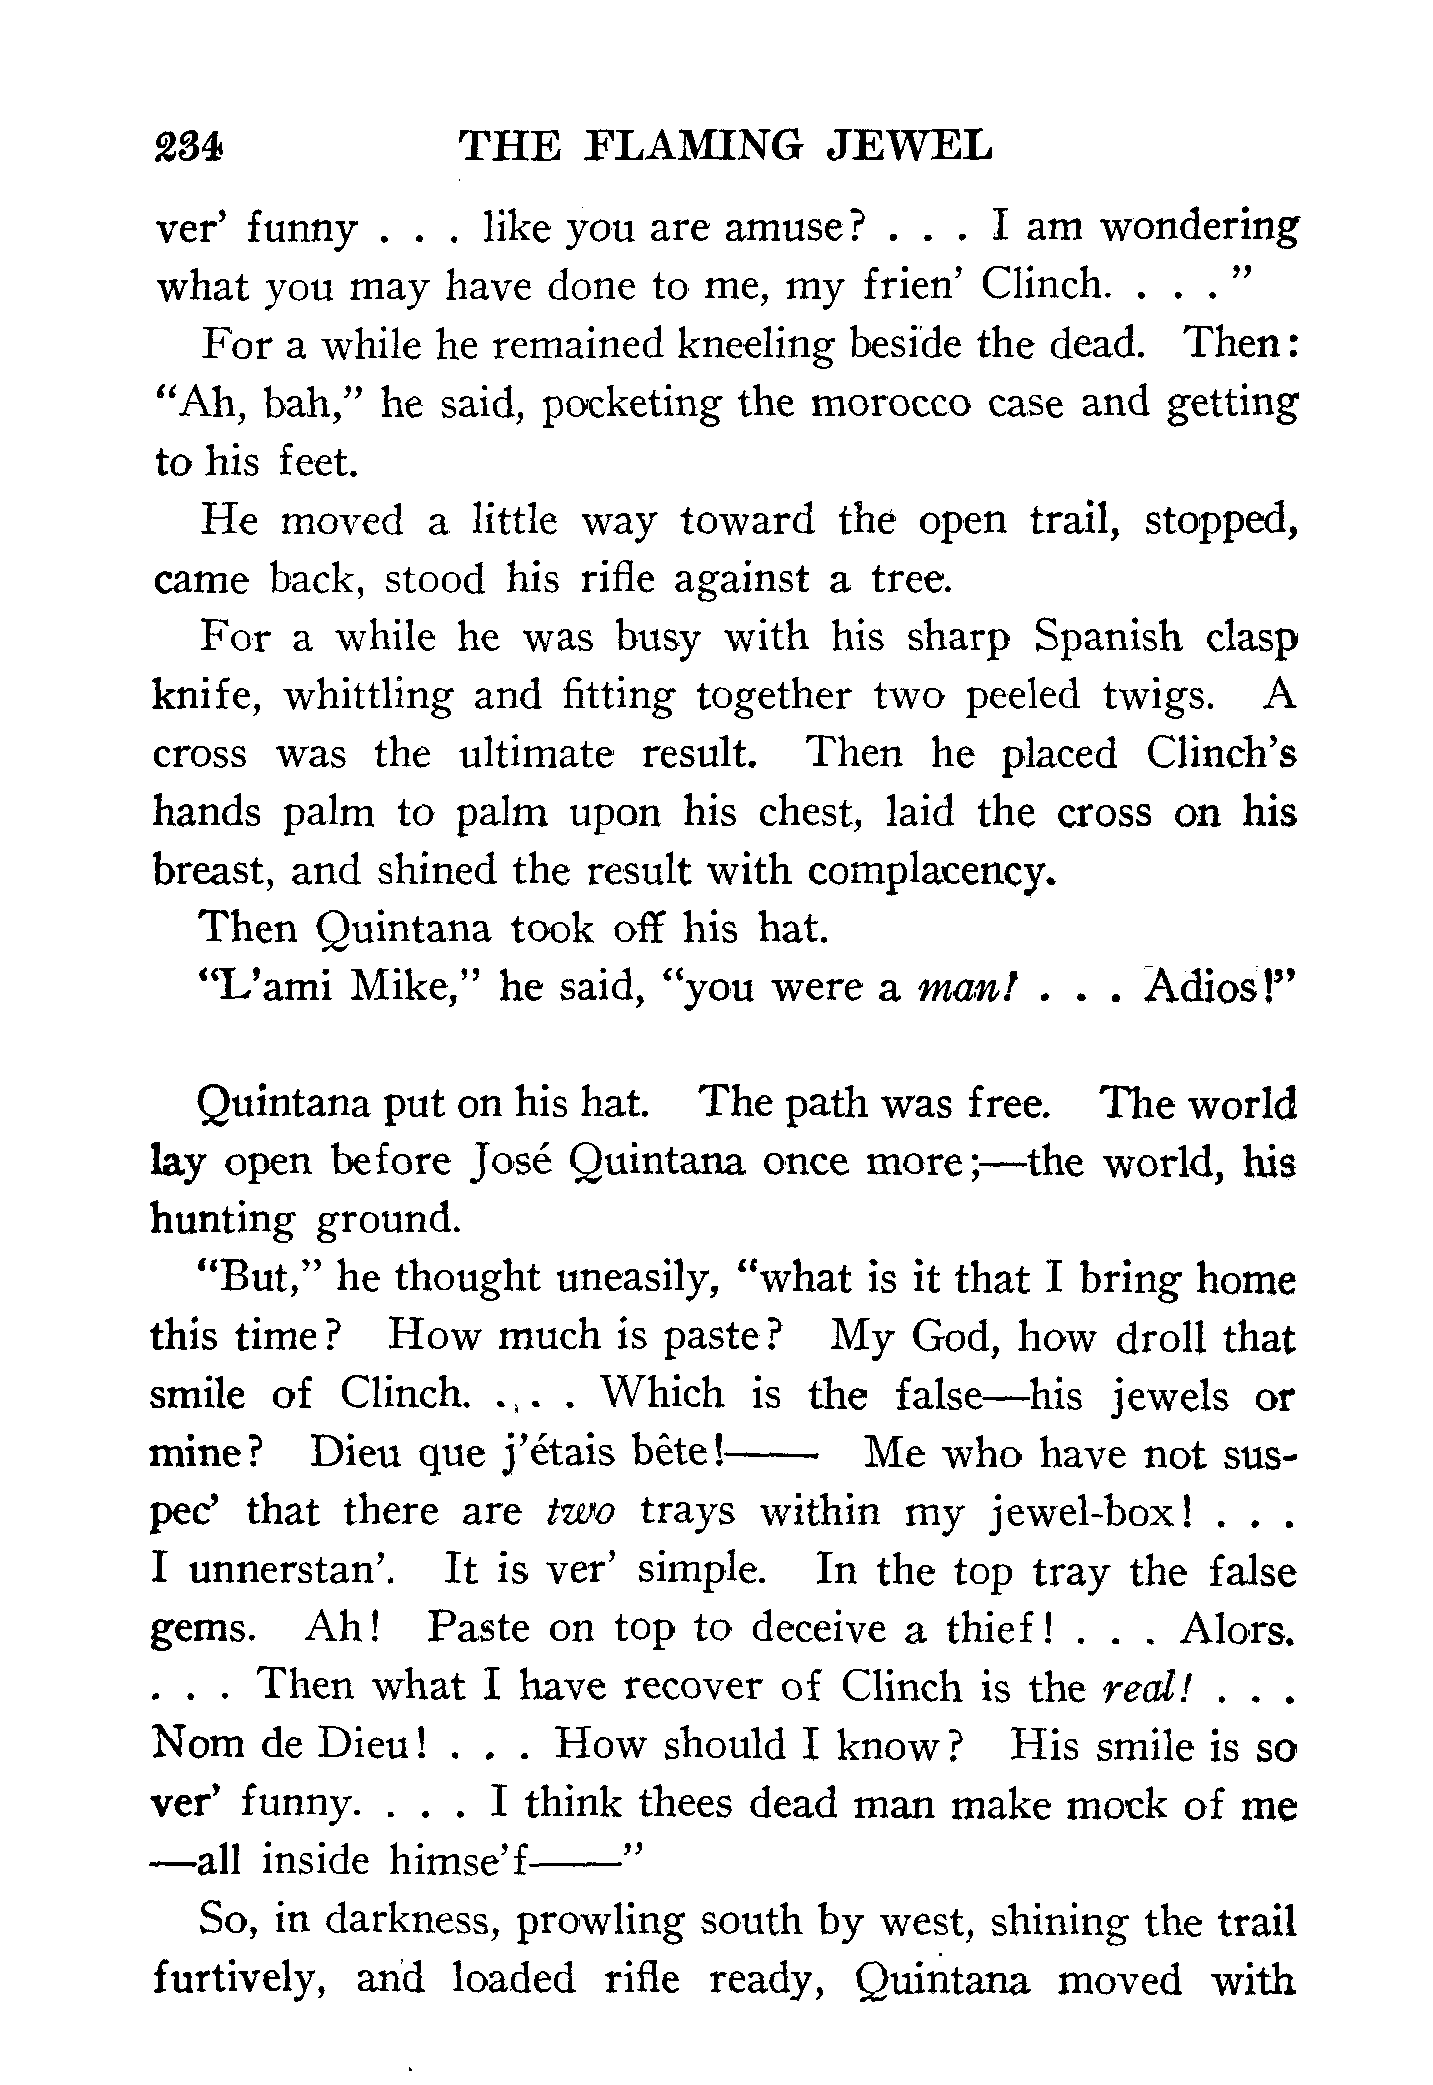 234 THE FLAMING JEWEL
ver' funny . . . like you are amuse? . . . I am wondering
what you may have done to me, my frien' Clinch. . . . ."
For a while he remained kneeling beside the dead. Then:
"Ah, bah," he said, pocketing the morocco case and getting
to his feet.
He moved a little way toward the open trail, stopped,
came back, stood his rifle against a tree.
For a while he was busy with his sharp Spanish clasp
knife, whittling and fitting together two peeled twigs. A
cross was the ultimate result. Then he placed Clinch's
hands palm to palm upon his chest, laid the cross on his
breast, and shined the result with complacency.
Then Quintana took off his hat.
"L'ami Mike," he said, "you were a man! . . . Adios!"
Quintana put on his hat. The path was free. The world
lay open before José Quintana once more;—the world, his
hunting ground.
"But," he thought uneasily, "what is it that I bring home
this time? How much is paste? My God, how droll that
smile of Clinch. . . . Which is the false—his jewels or
mine? Dieu que j'étais bête!—— Me who have not sus-
pec' that there are two trays within my jewel-box! . . .
I unnerstan'. It is ver' simple. In the top tray the false
gems. Ah! Paste on top to deceive a thief! . . . Alors.
. . . Then what I have recover of Clinch is the real! . . .
Nom de Dieu! . . . How should I know? His smile is so
ver' funny. . . . I think thees dead man make mock of me
—all inside himse'f——"
So, in darkness, prowling south by west, shining the trail
furtively, and loaded rifle ready, Quintana moved with